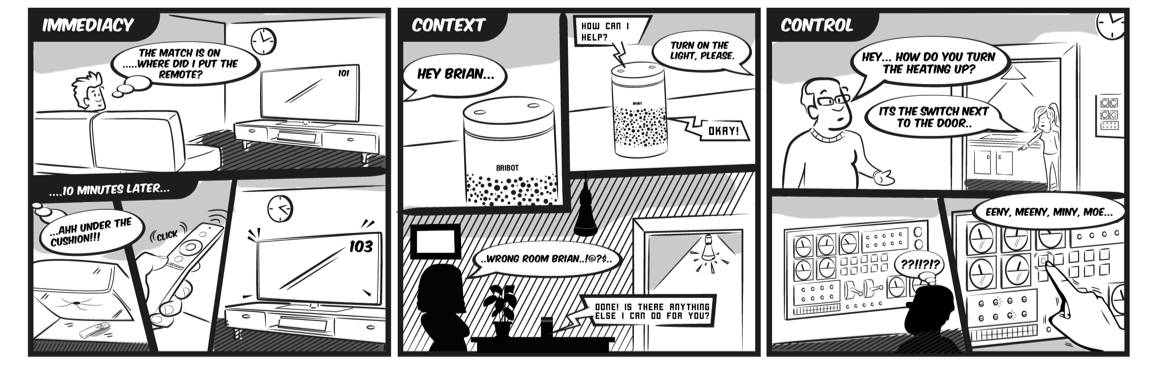 IMMEDIACY
THE MATCH IS ON
.....WHERE DID I PUT THE
REMOTE?
101
....10 MINUTES LATER...
...AHH UNDER THE
CUSHION!!!
CLICK
103
CONTEXT
HEY BRIAN...
BRIBOT
HOW CAN I
HELP?
TURN ON THE
LIGHT, PLEASE.
BRIBOT
OKAY!
..WRONG ROOM BRIAN..!@?$..
DONE! IS THERE ANYTHING
ELSE I CAN DO FOR YOU?
CONTROL
HEY... HOW DO YOU TURN
THE HEATING UP?
ITS THE SWITCH NEXT
TO THE DOOR..
??!!?!?
EENY, MEENY, MINY, MOE...